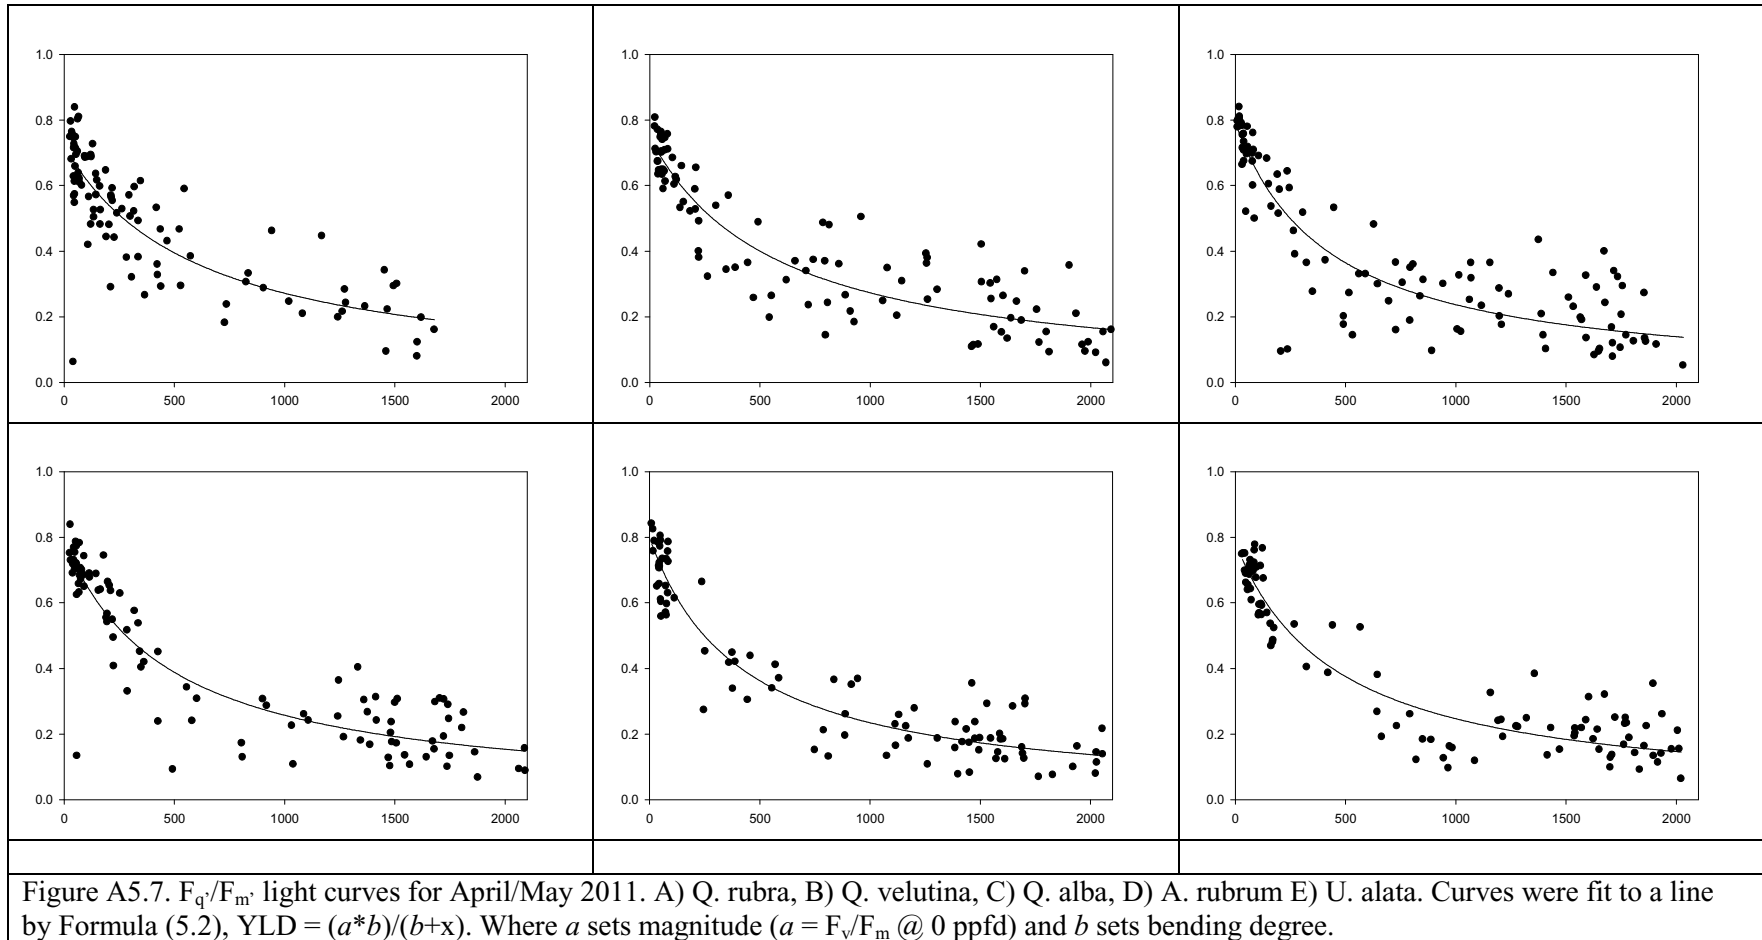 1.0 1.0 1.0
0.8 0.8 0.8
0.6 0.6 0.6
0.4 0.4 0.4
0.2 0.2 0.2
0.0 0.0 0.0
0 500 1000 1500 2000 0 500 1000 1500 2000 0 500 1000 1500 2000
1.0 1.0 1.0
0.8 0.8 0.8
0.6 0.6 0.6
0.4 0.4 0.4
0.2 0.2 0.2
0.0 0.0 0.0
0 500 1000 1500 2000 0 500 1000 1500 2000 0 500 1000 1500 2000
Figure A5.7. Fq’/Fm’ light curves for April/May 2011. A) Q. rubra, B) Q. velutina, C) Q. alba, D) A. rubrum E) U. alata. Curves were fit to a line
by Formula (5.2), YLD = (a*b)/(b+x). Where a sets magnitude (a = Fv/Fm @ 0 ppfd) and b sets bending degree.